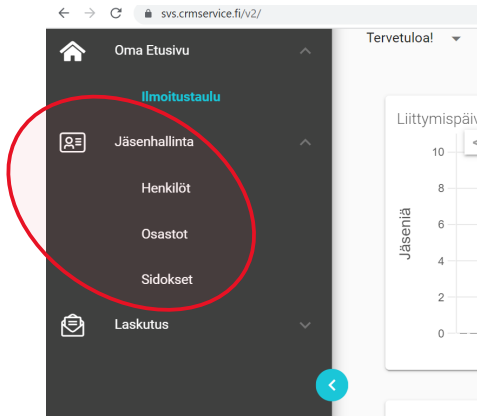 svs.crmservice.fi/v2/
Oma Etusivu
Ilmoitustaulu
Jäsenhallinta
Henkilöt
Osastot
Sidokset
Laskutus
Tervetuloa!
Liittymispäiv
Jäseniä
10
8
6
4
2
0